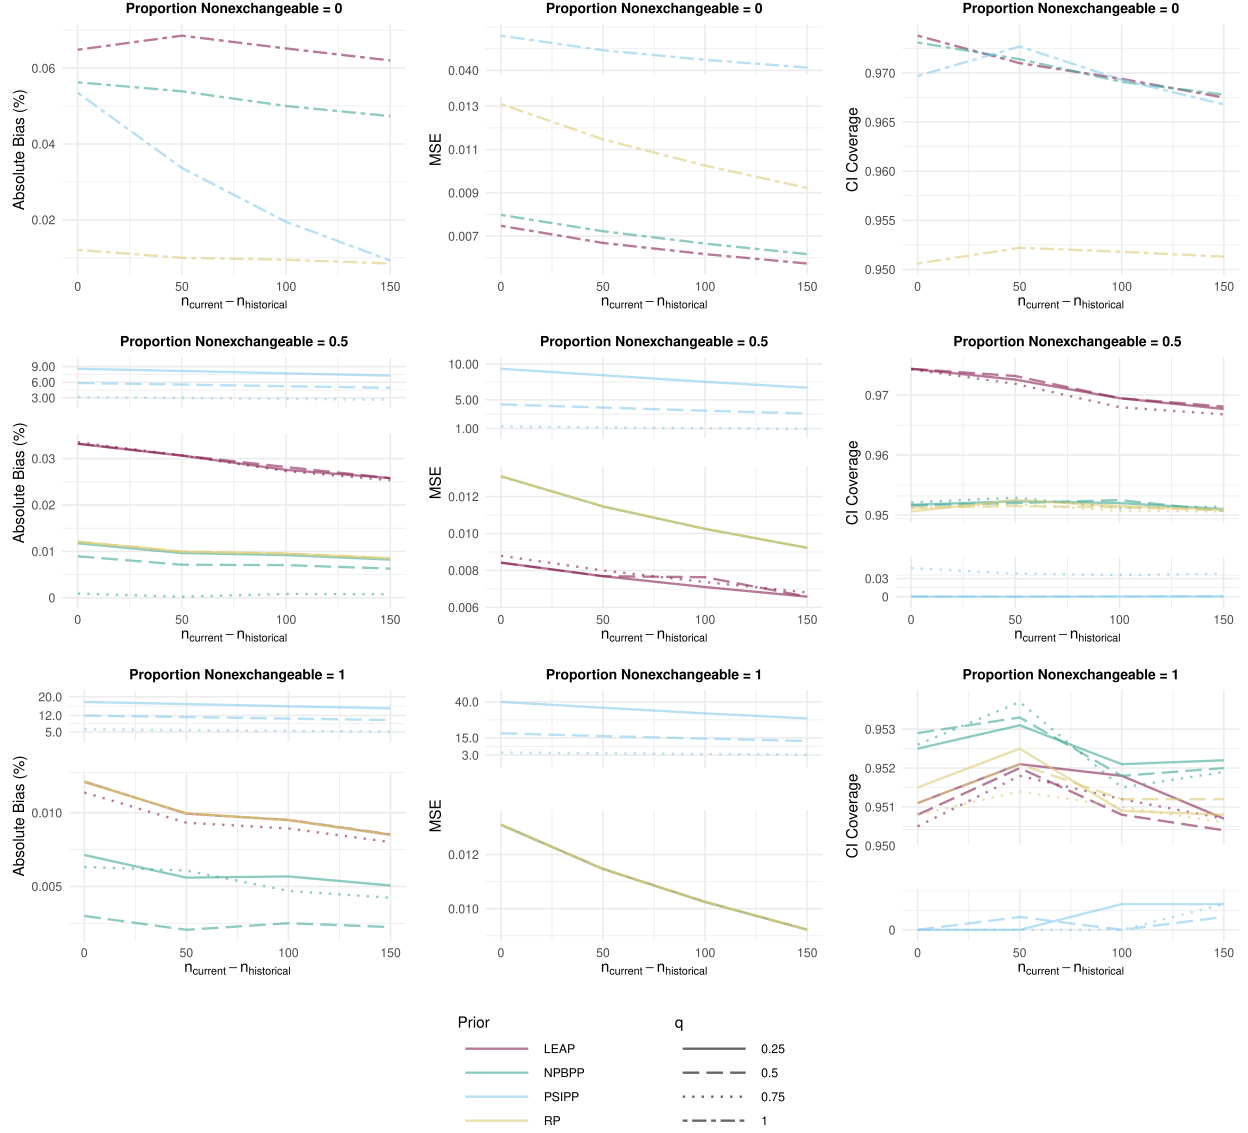 Proportion Nonexchangeable = 0
Absolute Bias (%)
0.06
0.04
0.02
0 50 100 150
ncurrent − nhistorical
Proportion Nonexchangeable = 0
MSE
0.040
0.013
0.011
0.009
0.007
0 50 100 150
ncurrent − nhistorical
Proportion Nonexchangeable = 0
CI Coverage
0.970
0.965
0.960
0.955
0.950
0 50 100 150
ncurrent − nhistorical
Proportion Nonexchangeable = 0.5
Absolute Bias (%)
9.00
6.00
3.00
0.03
0.02
0.01
0
0 50 100 150
ncurrent − nhistorical
Proportion Nonexchangeable = 0.5
MSE
10.00
5.00
1.00
0.012
0.010
0.008
0.006
0 50 100 150
ncurrent − nhistorical
Proportion Nonexchangeable = 0.5
CI Coverage
0.97
0.96
0.95
0.03
0
0 50 100 150
ncurrent − nhistorical
Proportion Nonexchangeable = 1
Absolute Bias (%)
20.0
12.0
5.0
0.010
0.005
0 50 100 150
ncurrent − nhistorical
Proportion Nonexchangeable = 1
MSE
40.0
15.0
3.0
0.012
0.010
0 50 100 150
ncurrent − nhistorical
Proportion Nonexchangeable = 1
CI Coverage
0.953
0.952
0.951
0.950
0
0 50 100 150
ncurrent − nhistorical
Prior
LEAP
NPBPP
PSIPP
RP
q
0.25
0.5
0.75
1